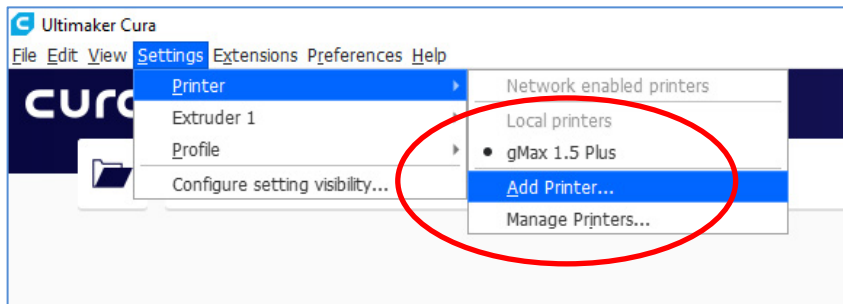 Ultimaker Cura
File Edit View Settings Extensions Preferences Help
cura
Printer
Extruder 1
Profile
Configure setting visibility...
Network enabled printers
Local printers
gMax 1.5 Plus
Add Printer...
Manage Printers...